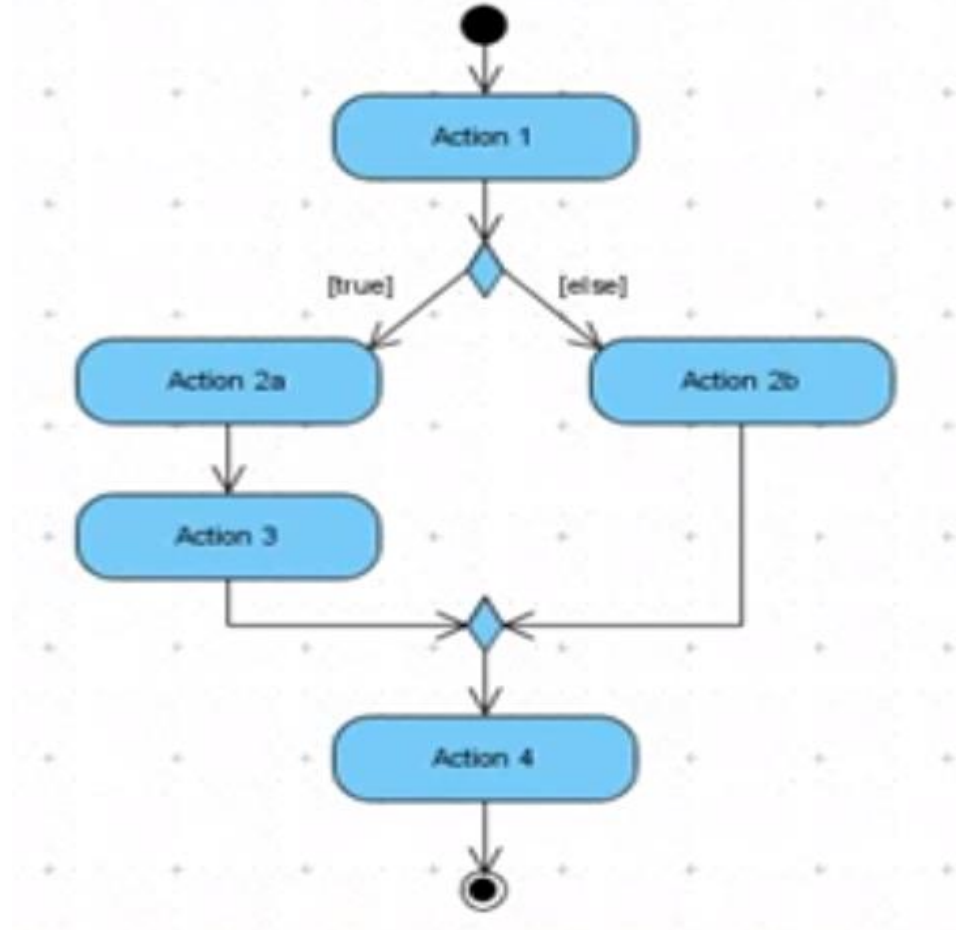 Action 1
[true]
[else]
Action 2a
Action 2b
Action 3
Action 4